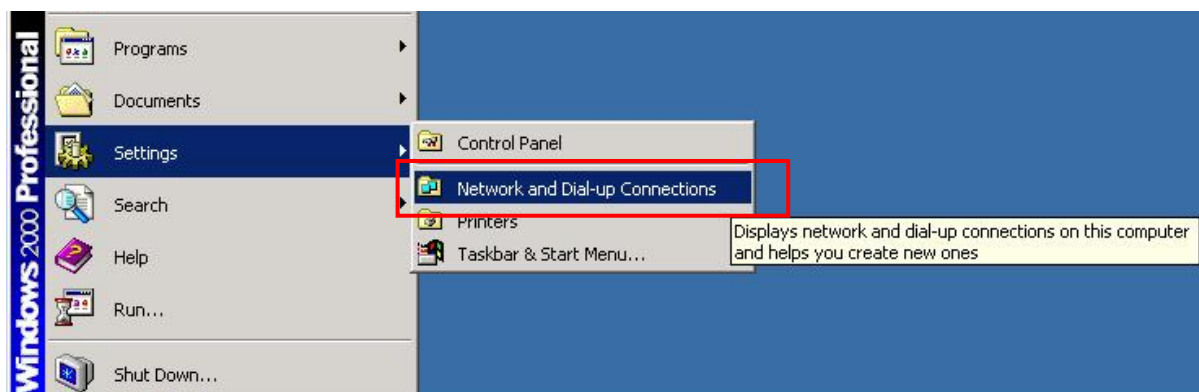 Windows 2000 Professional
Programs
Documents
Settings
Search
Help
Run...
Shut Down...
Control Panel
Network and Dial-up Connections
Printers
Taskbar & Start Menu...
Displays network and dial-up connections on this computer
and helps you create new ones